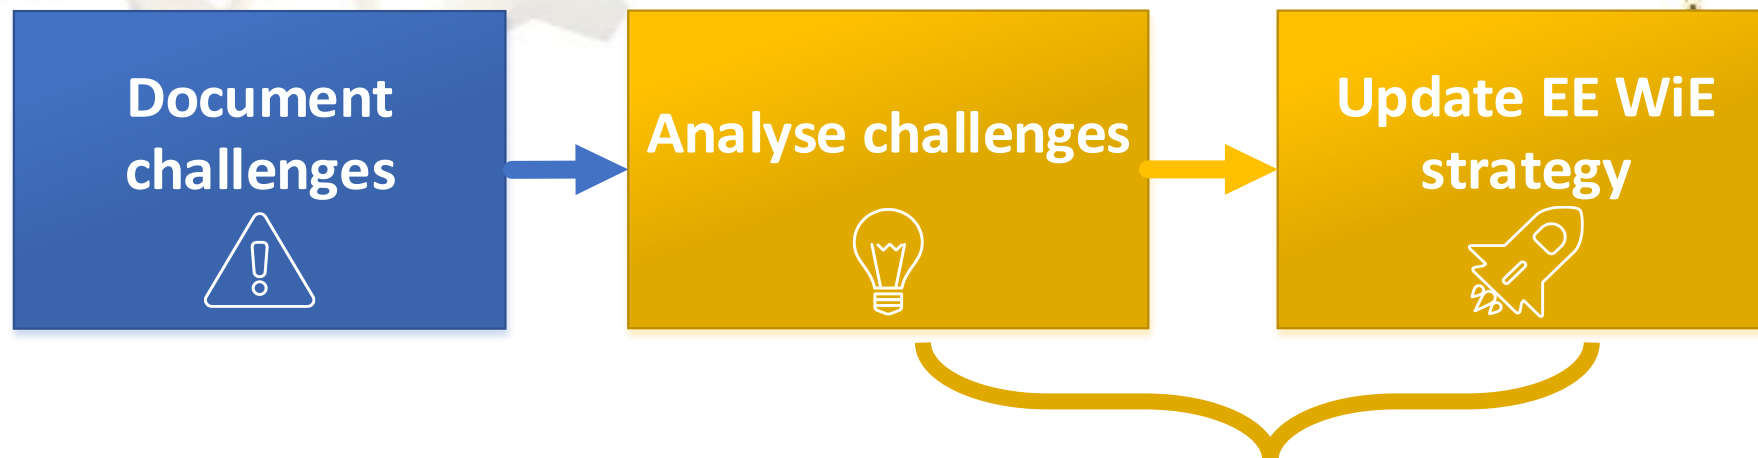 Document
challenges
Analyse challenges
Update EE WiE
strategy